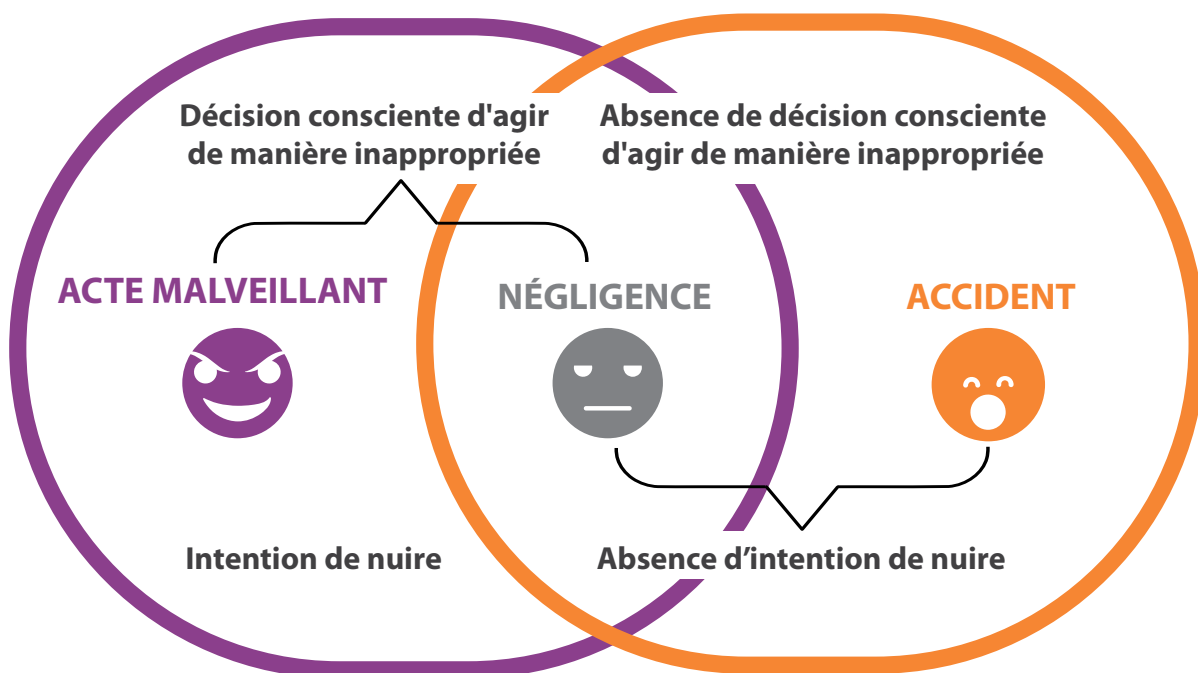 Décision consciente d'agir
de manière inappropriée
Absence de décision consciente
d'agir de manière inappropriée
ACTE MALVEILLANT
NÉGLIGENCE
ACCIDENT
Intention de nuire
Absence d’intention de nuire